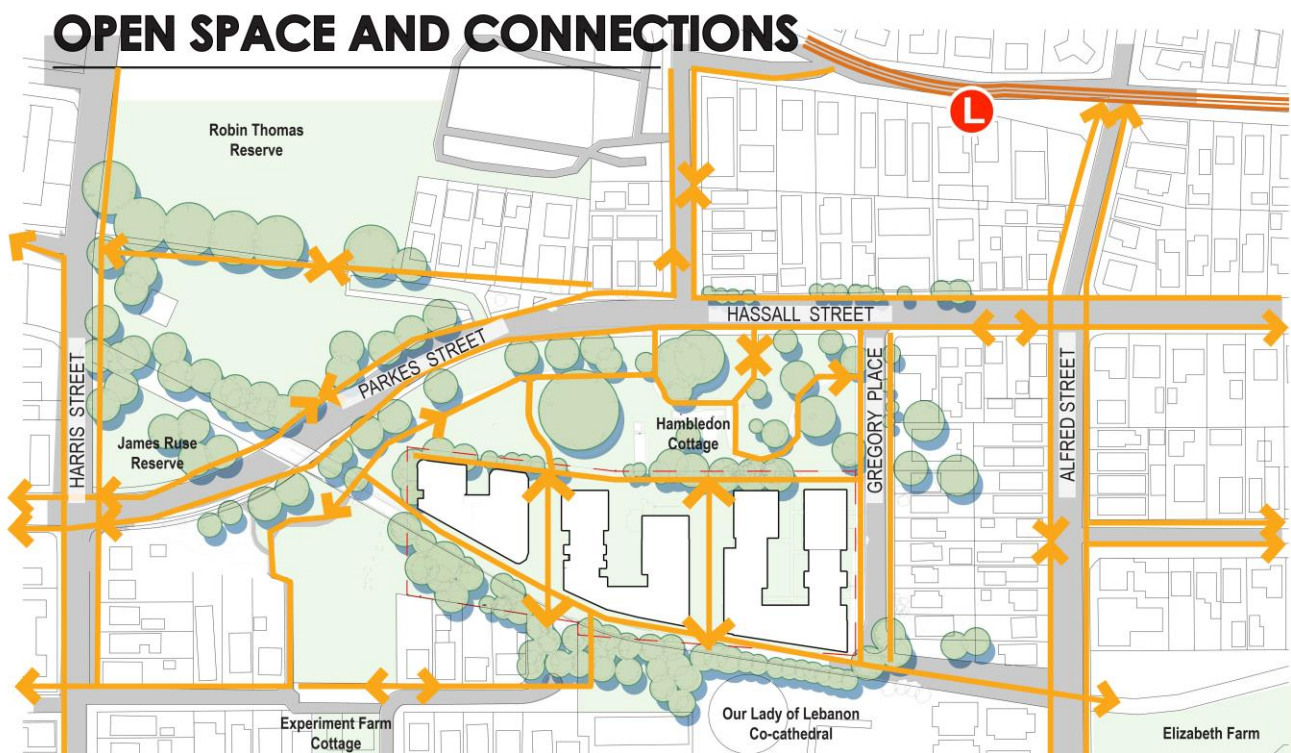 OPEN SPACE AND CONNECTIONS
L
Robin Thomas
Reserve
HASSALL STREET
PARKES STREET
HARRIS STREET
James Ruse
Reserve
Hambledon
Cottage
GREGORY PLACE
ALFRED STREET
Experiment Farm
Cottage
Our Lady of Lebanon
Co-cathedral
Elizabeth Farm